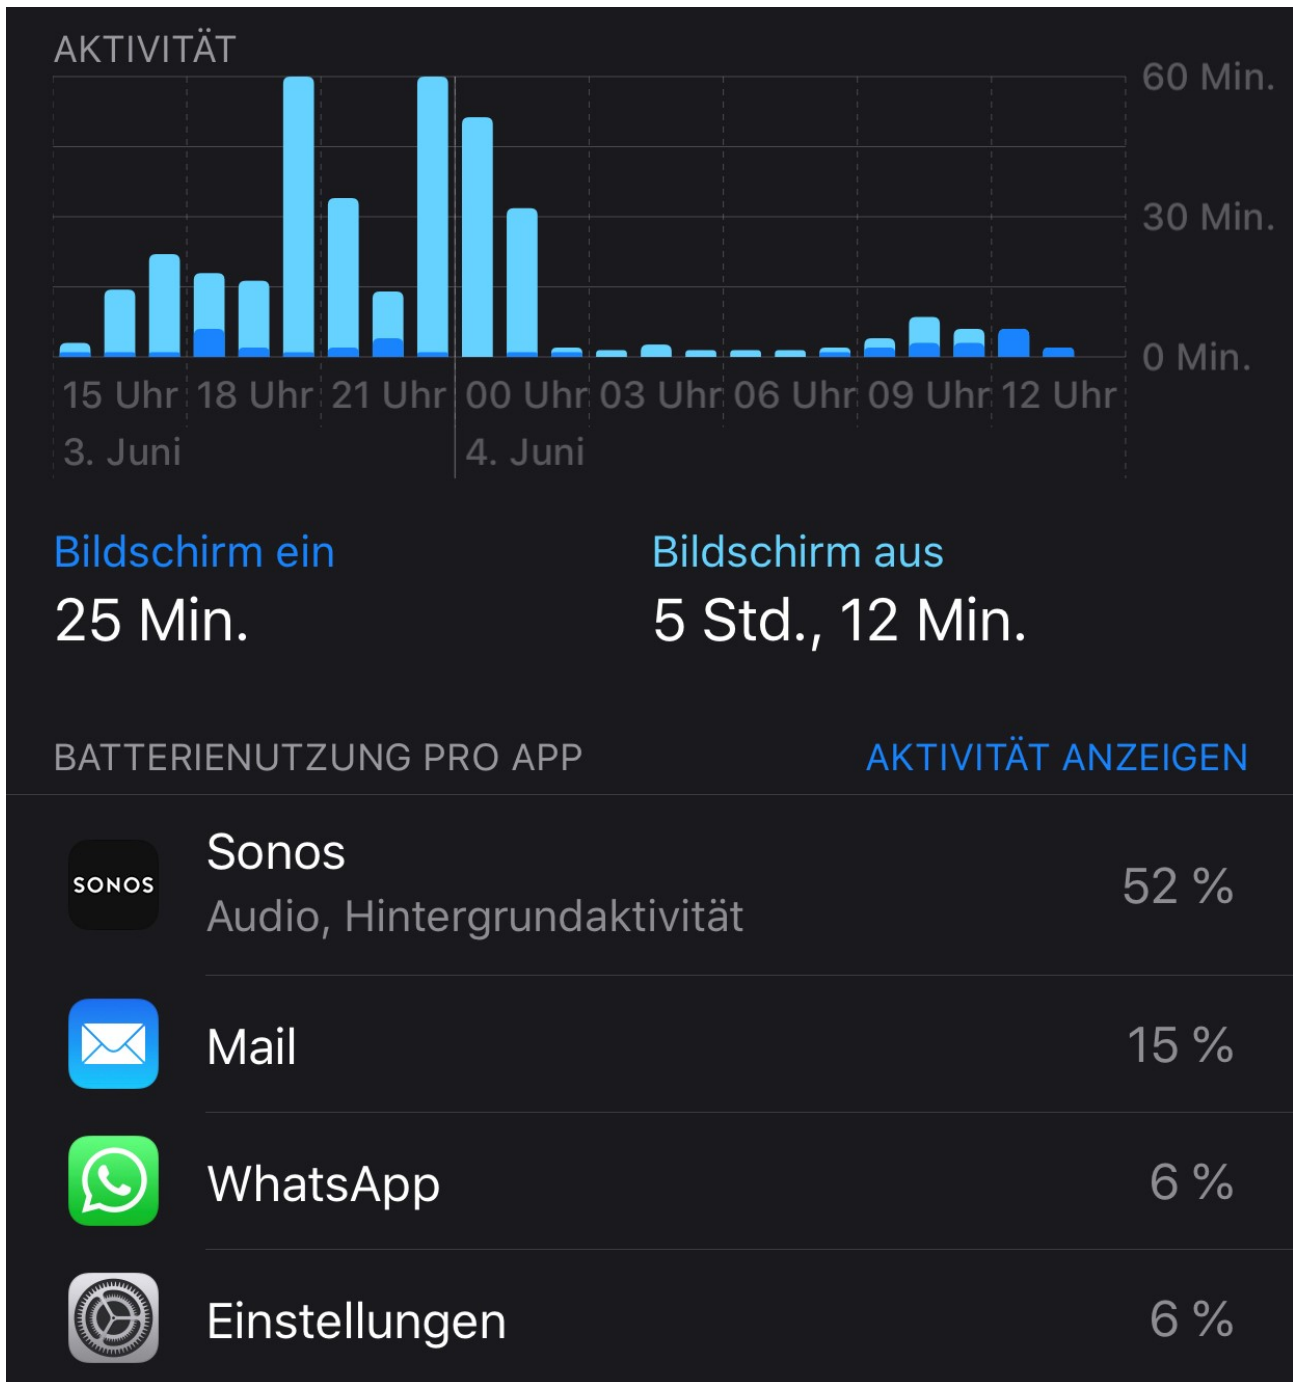 AKTIVITÄT
60 Min.
30 Min.
0 Min.
15 Uhr 18 Uhr 21 Uhr 00 Uhr 03 Uhr 06 Uhr 09 Uhr 12 Uhr
3. Juni 4. Juni
Bildschirm ein Bildschirm aus
25 Min. 5 Std., 12 Min.
BATTERIENUTZUNG PRO APP AKTIVITÄT ANZEIGEN
SONOS
Sonos
52 %
Audio, Hintergrundaktivität
Mail 15 %
WhatsApp 6 %
Einstellungen 6 %